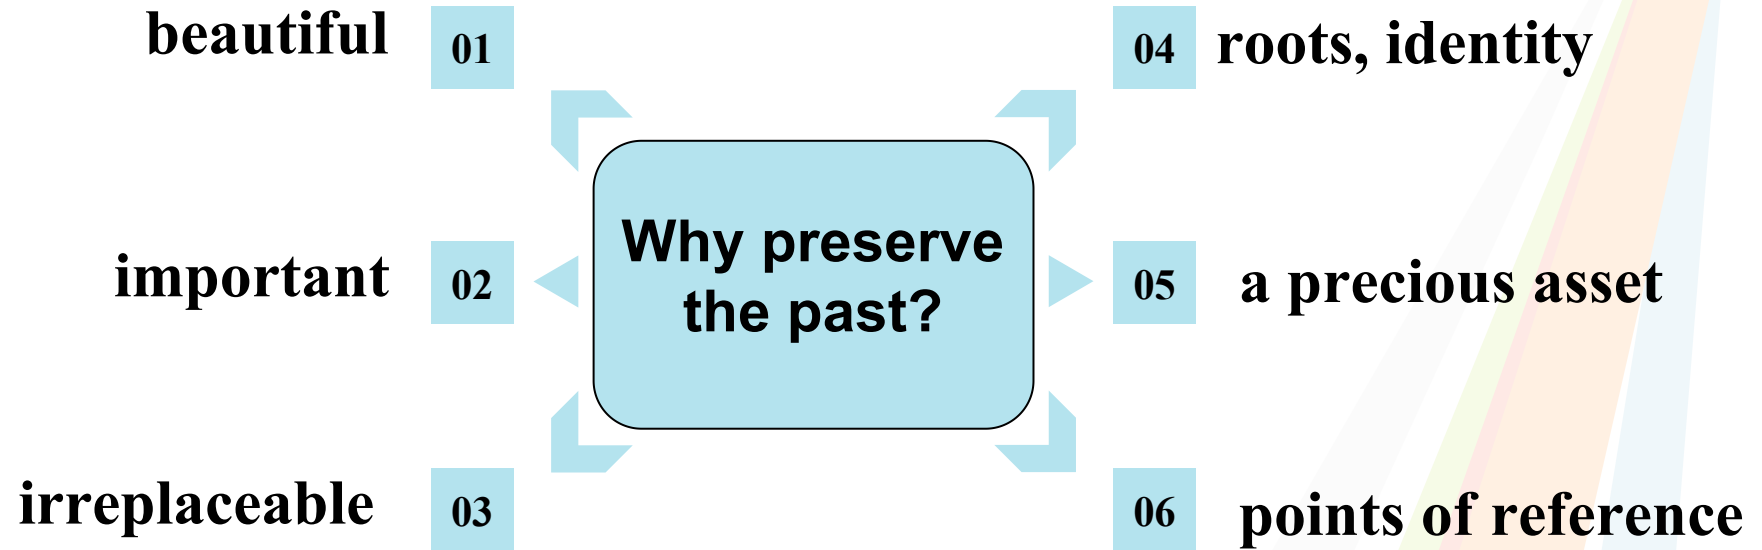 beautiful
01
important
02
irreplaceable
03
Why preserve
the past?
04
roots, identity
05
a precious asset
06
points of reference